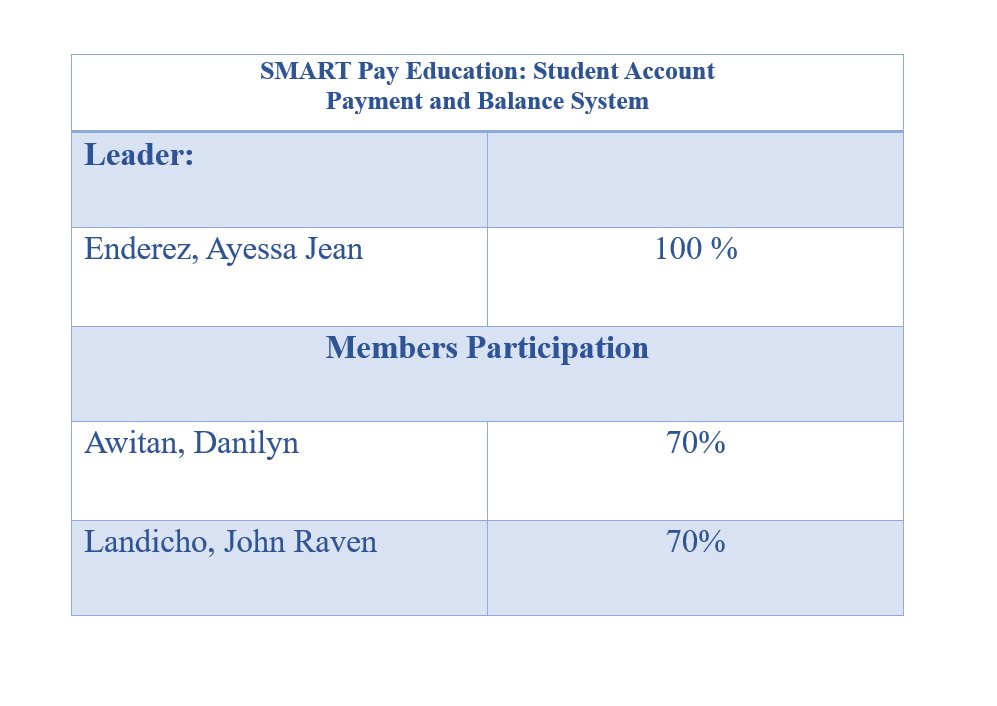 SMART Pay Education: Student Account
Payment and Balance System
Leader:
Enderez, Ayessa Jean
100 %
Members Participation
Awitan, Danilyn
70%
Landicho, John Raven
70%